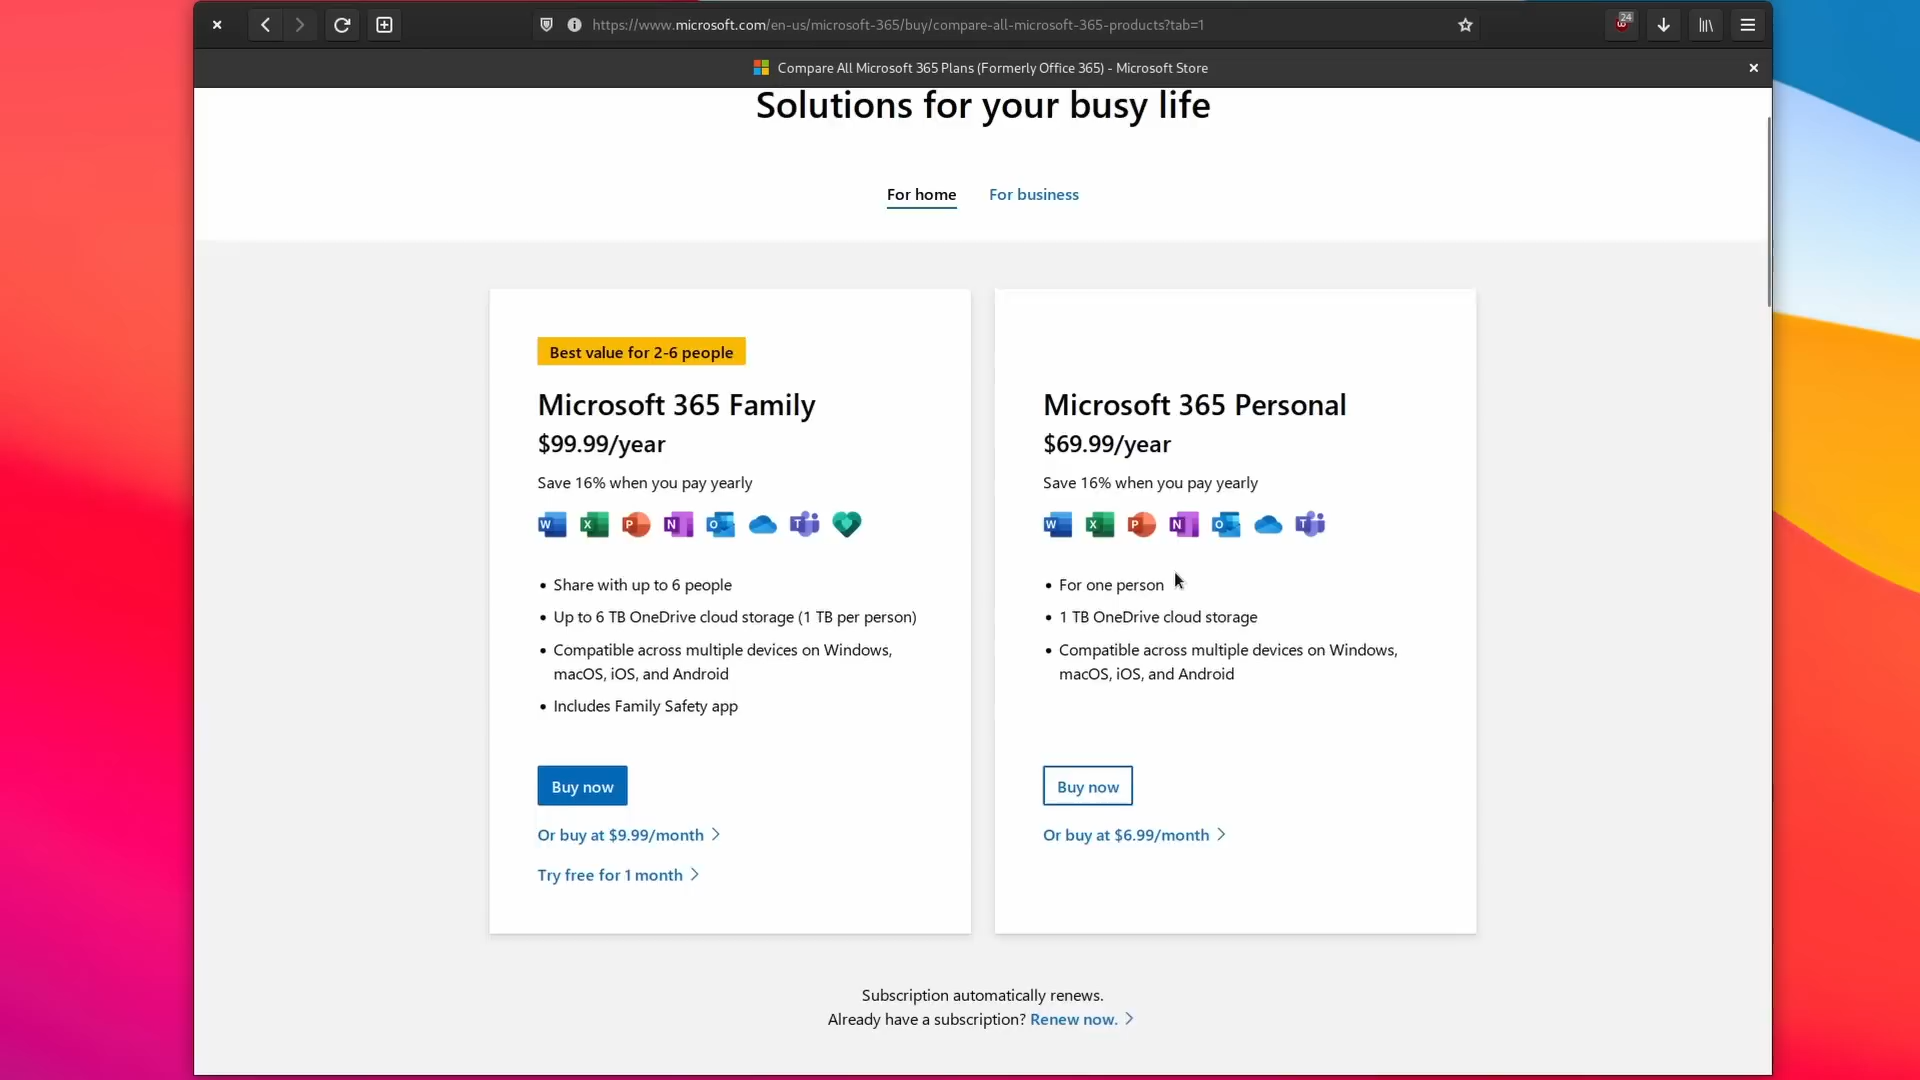 24
https://www.microsoft.com/en-us/microsoft-365/buy/compare-all-microsoft-365-products?tab=1
Compare All Microsoft 365 Plans (Formerly Office 365) - Microsoft Store
Solutions for your busy life
For home
For business
Best value for 2-6 people
Microsoft 365 Family
$99.99/year
Save 16% when you pay yearly
W X P N O T
• Share with up to 6 people
• Up to 6 TB OneDrive cloud storage (1 TB per person)
• Compatible across multiple devices on Windows,
macOS, iOS, and Android
• Includes Family Safety app
Buy now
Or buy at $9.99/month
Try free for 1 month
Microsoft 365 Personal
$69.99/year
Save 16% when you pay yearly
W X P N O T
• For one person
• 1 TB OneDrive cloud storage
• Compatible across multiple devices on Windows,
macOS, iOS, and Android
Buy now
Or buy at $6.99/month
Subscription automatically renews.
Already have a subscription? Renew now.